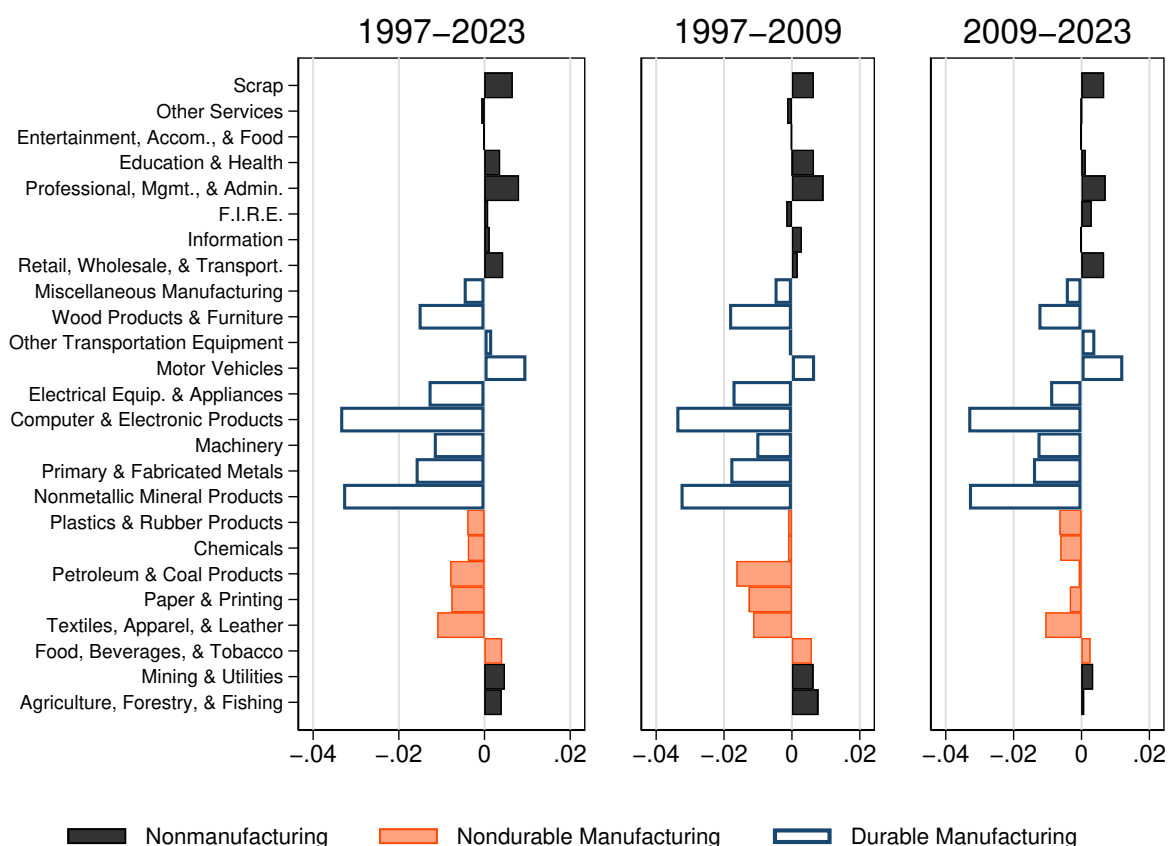 1997−2023 1997−2009 2009−2023
Scrap
Other Services
Entertainment, Accom., & Food
Education & Health
Professional, Mgmt., & Admin.
F.I.R.E.
Information
Retail, Wholesale, & Transport.
Miscellaneous Manufacturing
Wood Products & Furniture
Other Transportation Equipment
Motor Vehicles
Electrical Equip. & Appliances
Computer & Electronic Products
Machinery
Primary & Fabricated Metals
Nonmetallic Mineral Products
Plastics & Rubber Products
Chemicals
Petroleum & Coal Products
Paper & Printing
Textiles, Apparel, & Leather
Food, Beverages, & Tobacco
Mining & Utilities
Agriculture, Forestry, & Fishing
−.04 −.02 0 .02 −.04 −.02 0 .02 −.04 −.02 0 .02
Nonmanufacturing Nondurable Manufacturing Durable Manufacturing